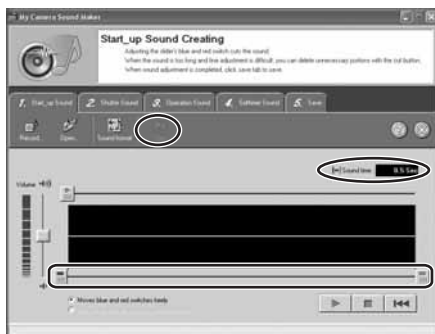 My Camera Sound Maker
Start_up Sound Creating
Adjusting the slider's blue and red switch cuts the sound.
When the sound is too long and fine adjustment is difficult, you can delete unnecessary portions with the cut button.
When sound adjustment is completed, click save tab to save.
1. Start_up Sound 2. Shutter Sound 3. Operation Sound 4. Selftimer Sound 5. Save
Record... Open... Sound
Sound time 0.5 Sec
Volume
Moves blue and red switches freely